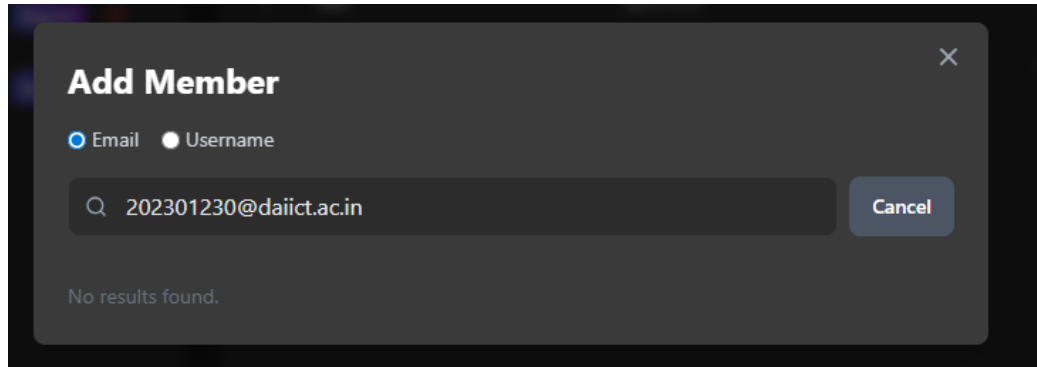 Add Member
Email Username
202301230@daiict.ac.in Cancel
No results found.